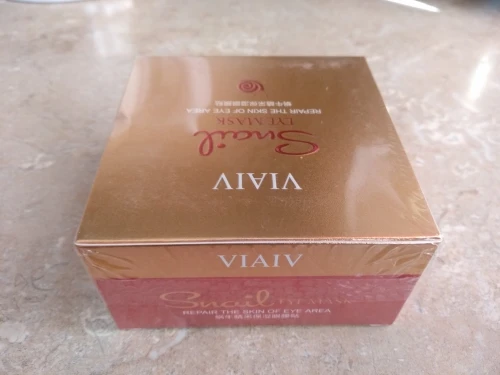 VIAIV
Snail
EYE MASK
REPAIR THE SKIN OF EYE AREA
VIAIV
Snail EYE MASK
REPAIR THE SKIN OF EYE AREA